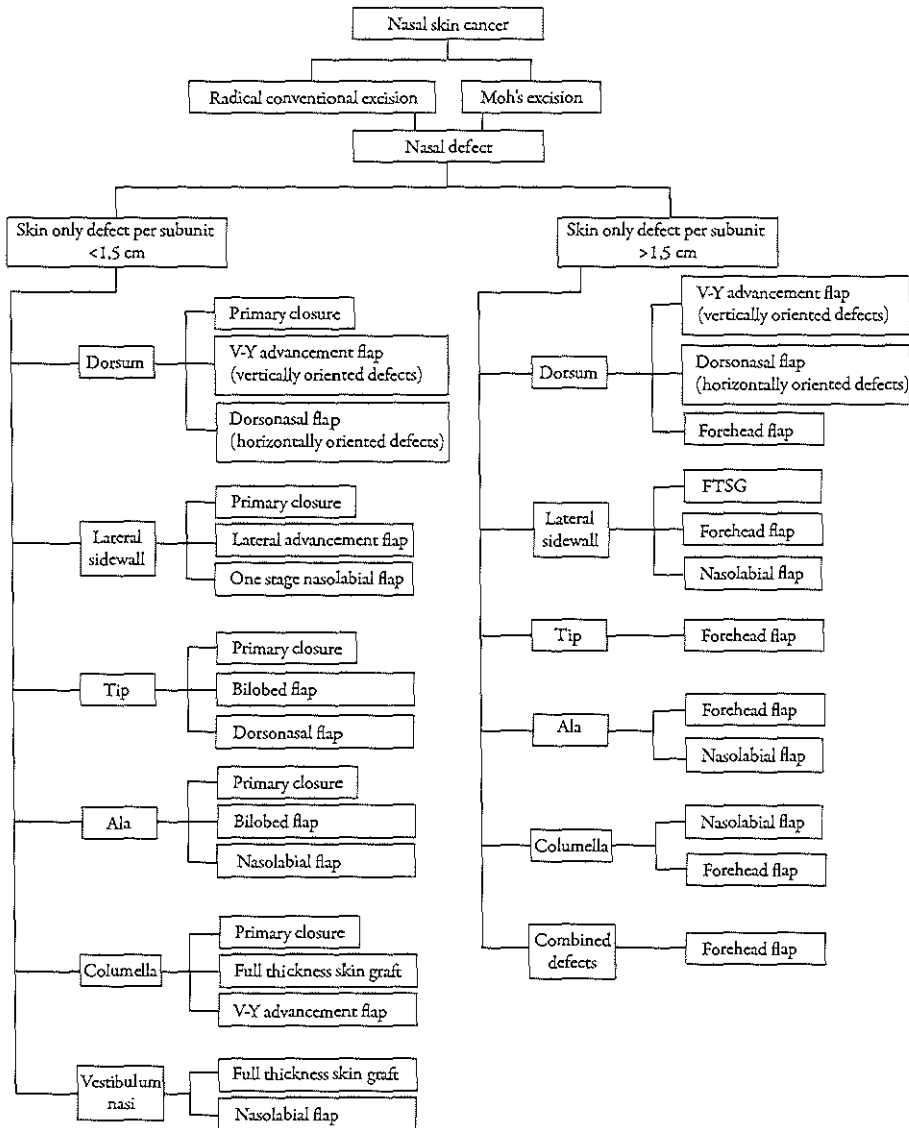 Nasal skin cancer
Radical conventional excision
Moh's excision
Nasal defect
Skin only defect per subunit
<1,5 cm
Dorsum
Primary closure
V-Y advancement flap
(vertically oriented defects)
Dorsonasal flap
(horizontally oriented defects)
Lateral
sidewall
Primary closure
Lateral advancement flap
One stage nasolabial flap
Tip
Primary closure
Bilobed flap
Dorsonasal flap
Ala
Primary closure
Bilobed flap
Nasolabial flap
Columella
Primary closure
Full thickness skin graft
V-Y advancement flap
Vestibulum
nasi
Full thickness skin graft
Nasolabial flap
Skin only defect per subunit
>1,5 cm
Dorsum
V-Y advancement flap
(vertically oriented defects)
Dorsonasal flap
(horizontally oriented defects)
Forehead flap
Lateral
sidewall
FTSG
Forehead flap
Nasolabial flap
Tip
Forehead flap
Ala
Forehead flap
Nasolabial flap
Columella
Nasolabial flap
Forehead flap
Combined
defects
Forehead flap